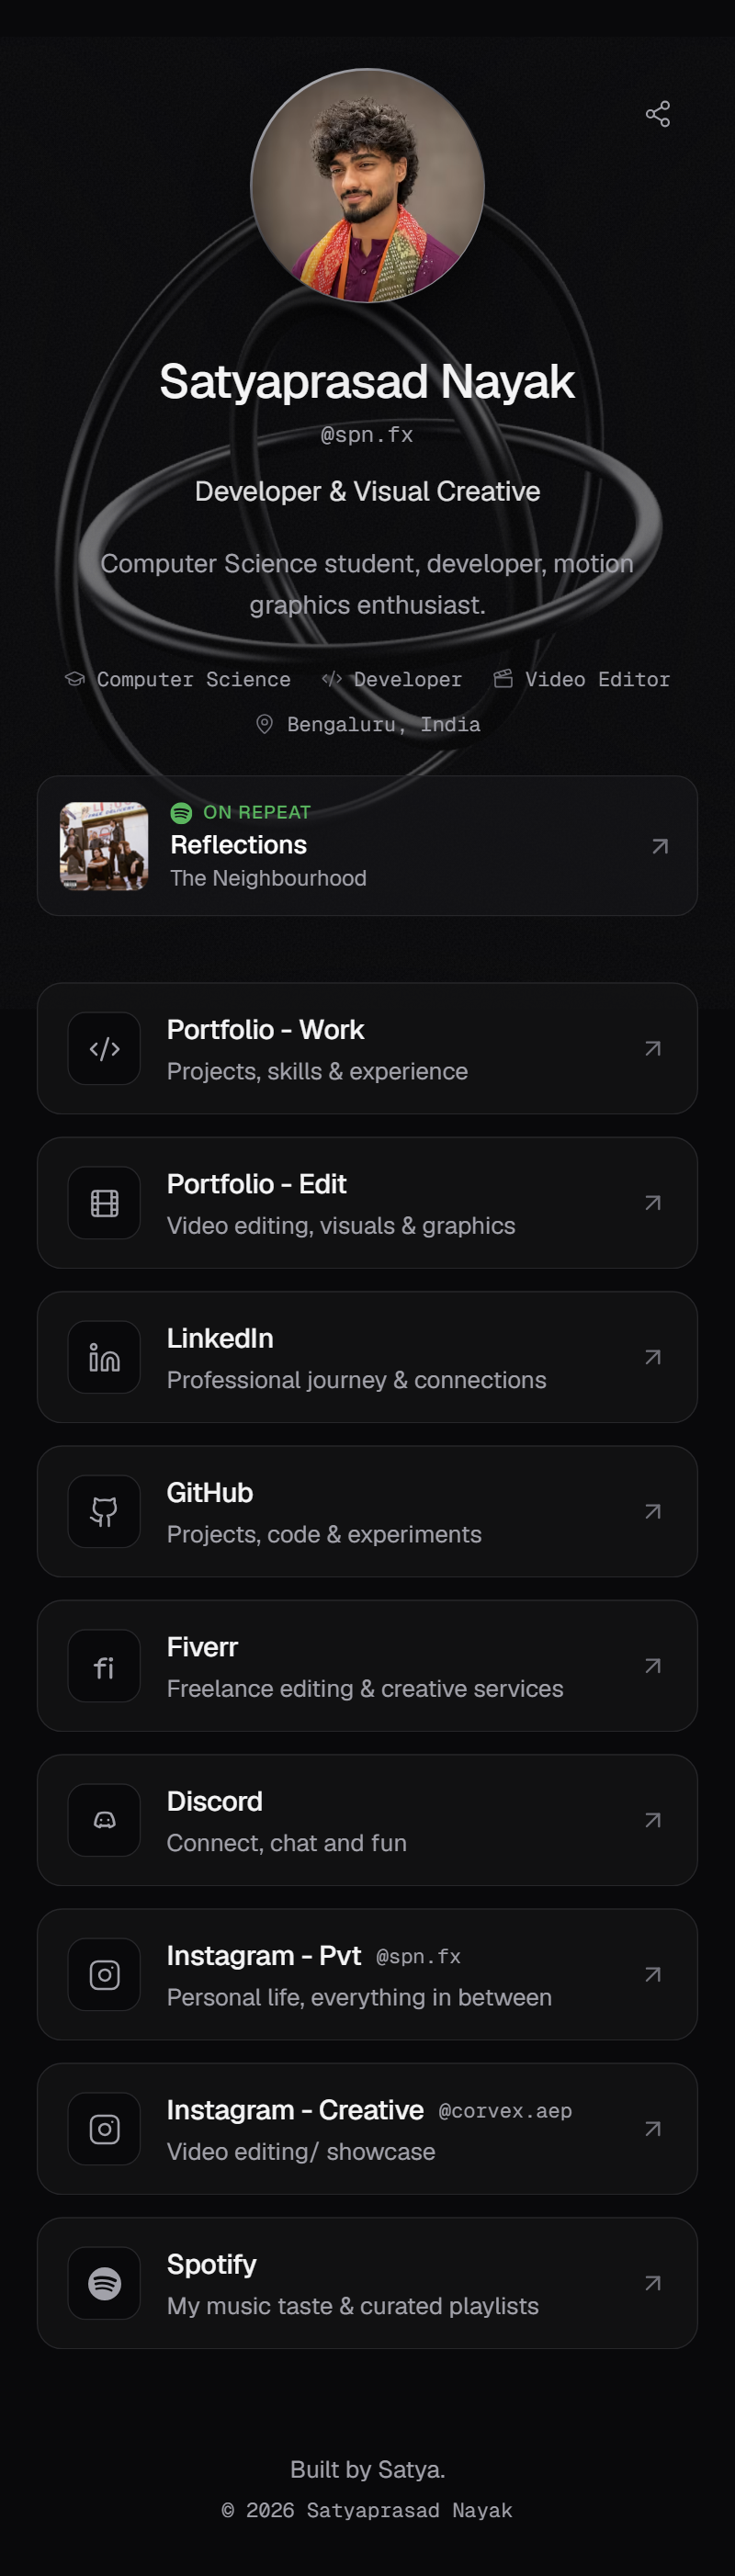 Satyaprasad Nayak
@spn.fx
Developer & Visual Creative
Computer Science student, developer, motion
graphics enthusiast.
Computer Science Developer Video Editor
Bengaluru, India
ON REPEAT
Reflections
The Neighbourhood
Portfolio - Work
Projects, skills & experience
Portfolio - Edit
Video editing, visuals & graphics
LinkedIn
Professional journey & connections
GitHub
Projects, code & experiments
fi
Fiverr
Freelance editing & creative services
Discord
Connect, chat and fun
Instagram - Pvt @spn.fx
Personal life, everything in between
Instagram - Creative @corvex.aep
Video editing/ showcase
Spotify
My music taste & curated playlists
Built by Satya.
© 2026 Satyaprasad Nayak